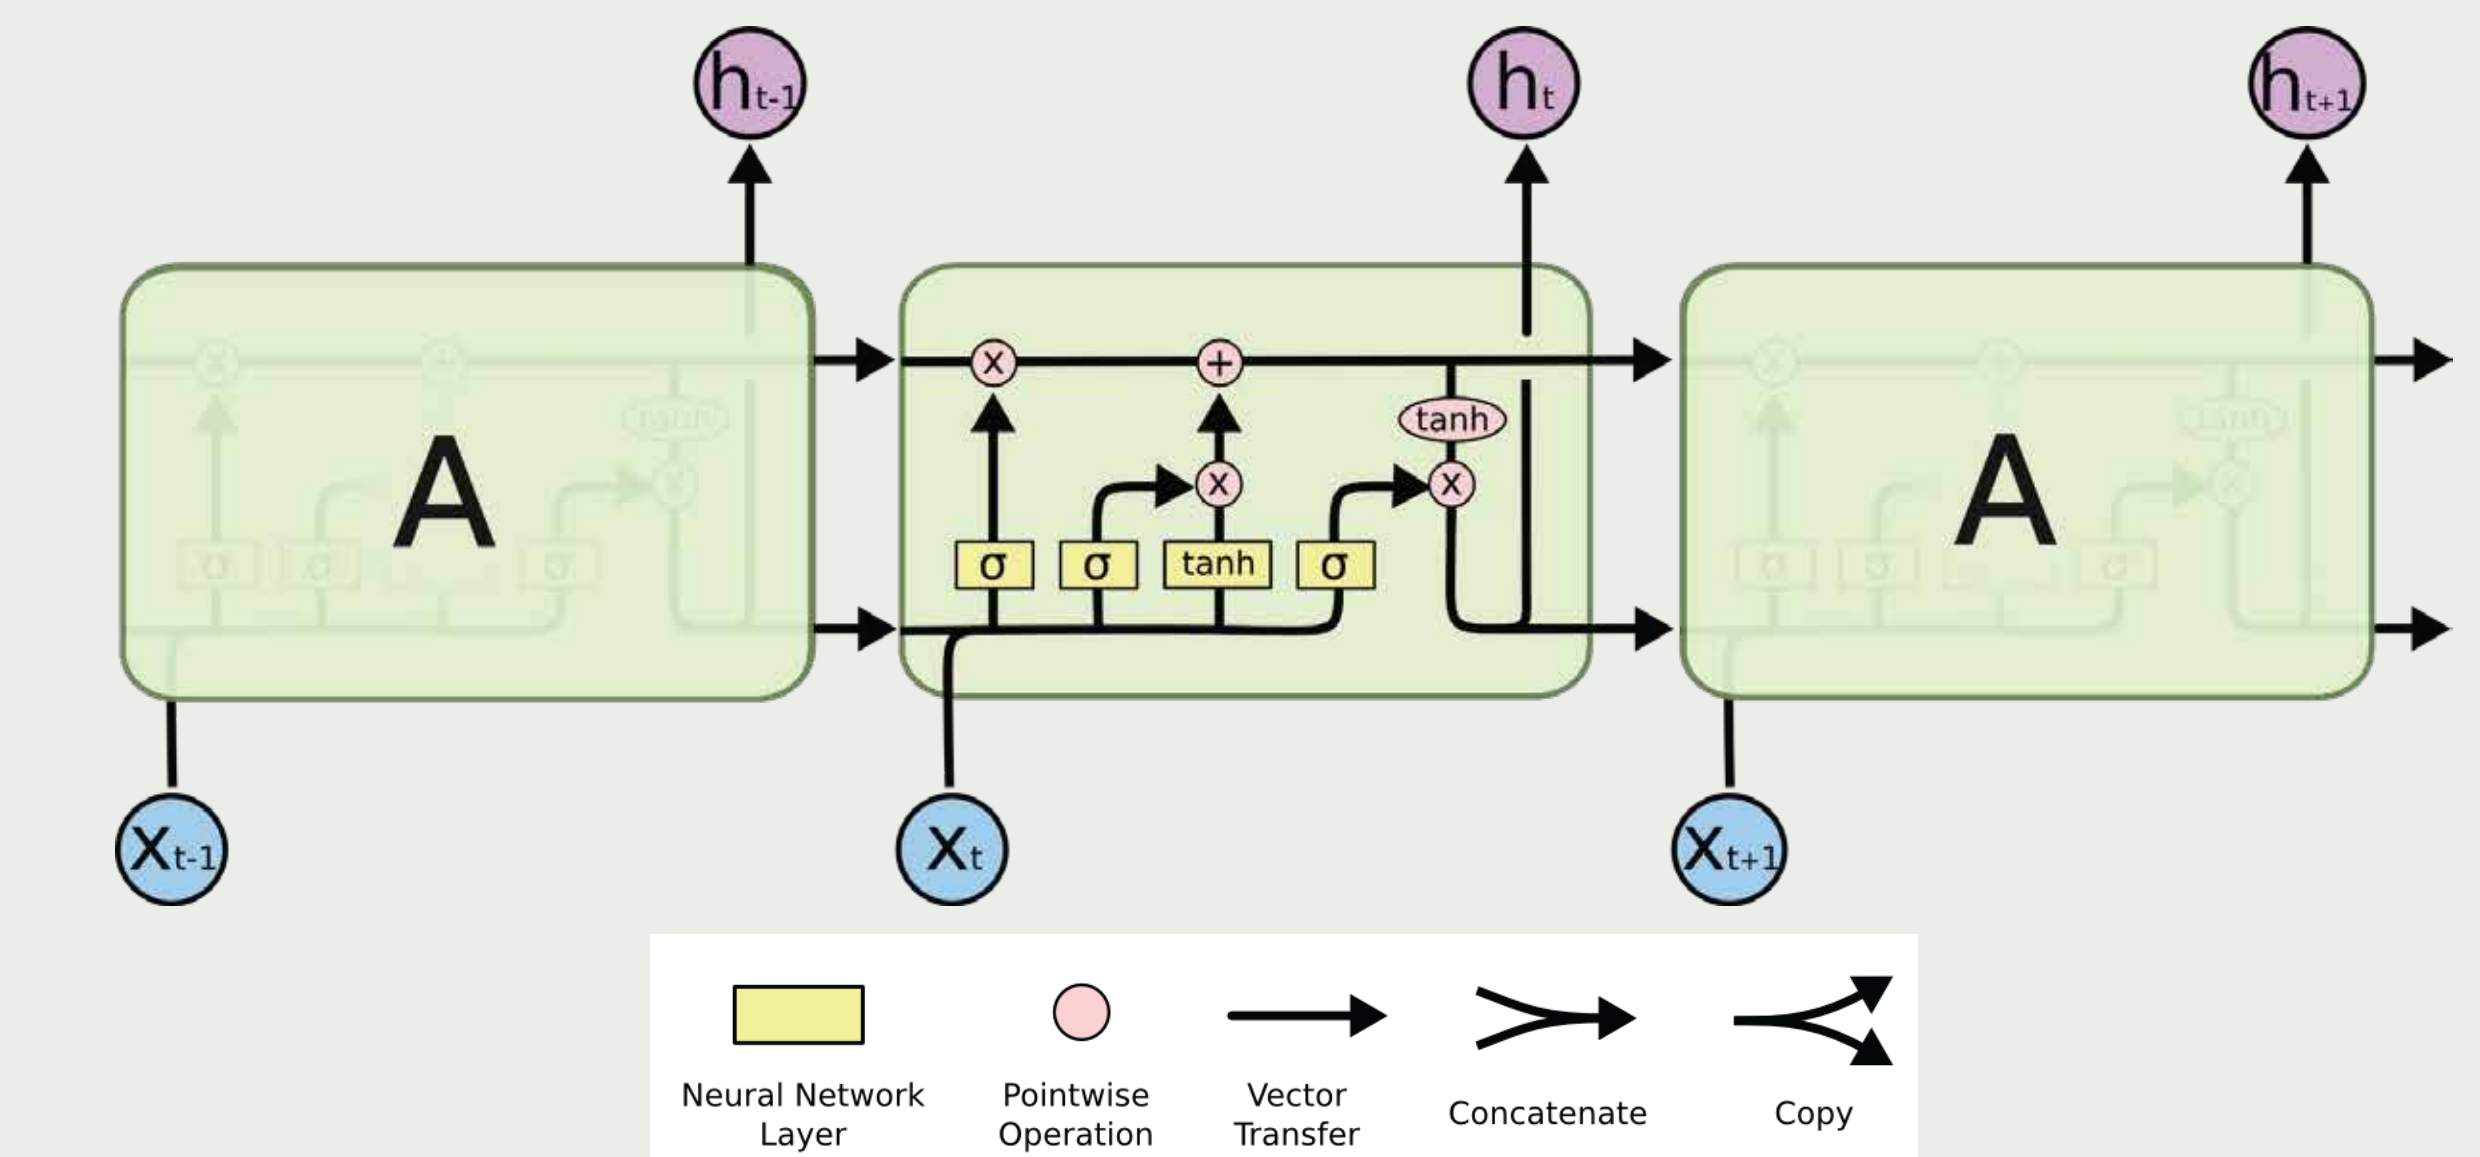 ht-1
ht
ht+1
x
+
tanh
A
x
x
A
σ
σ
tanh
σ
xt-1
xt
xt+1
Neural Network
Layer
Pointwise
Operation
Vector
Transfer
Concatenate
Copy